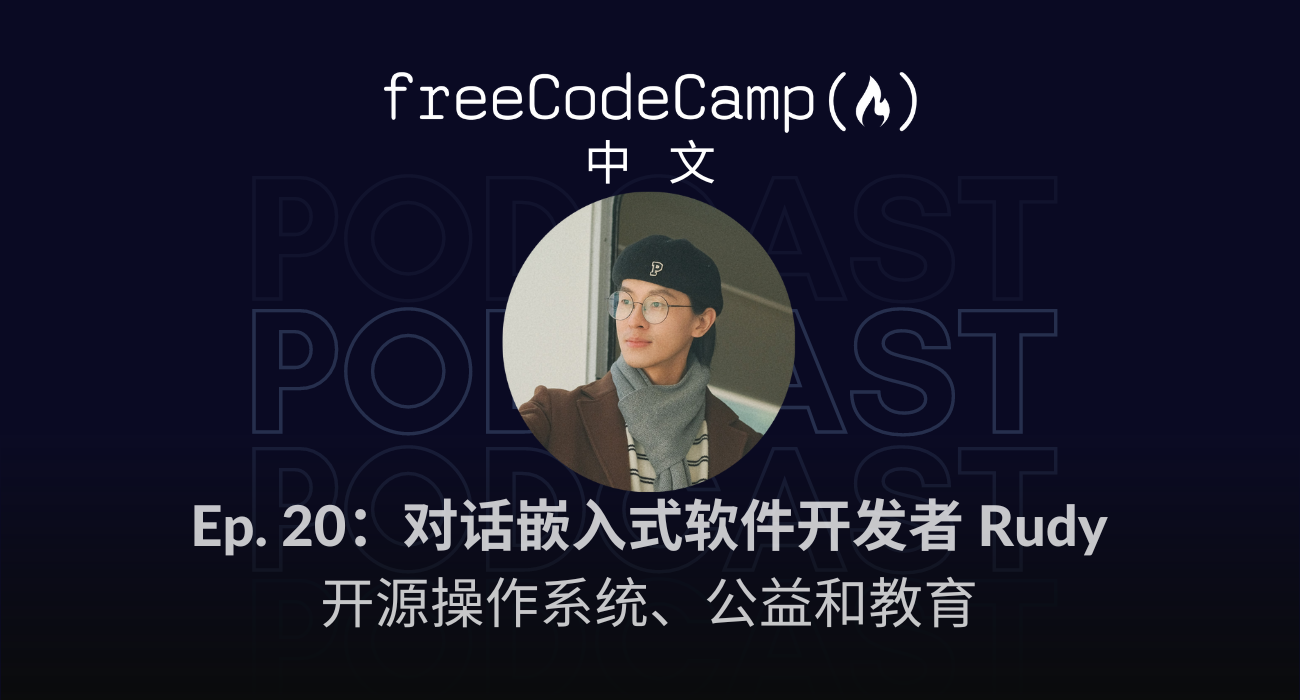 freeCodeCamp(🔥)
中 文
PODCAST
PODCAST
P
PODCAST
Ep. 20：对话嵌入式软件开发者 Rudy
开源操作系统、公益和教育